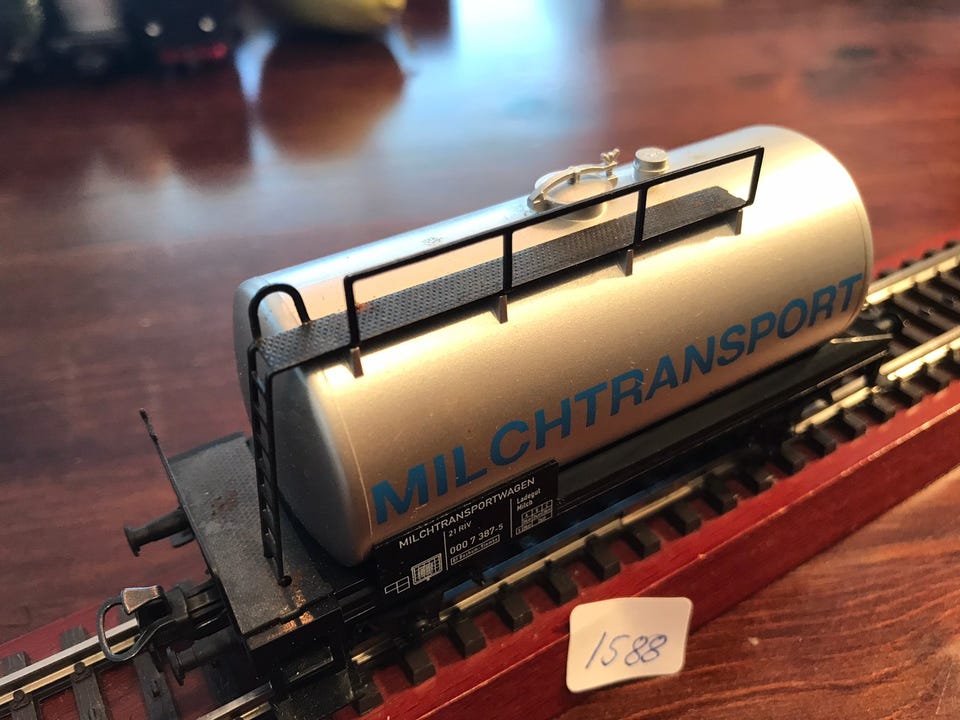 MILCHTRANSPORT
MILCHTRANSPORTWAGEN
21 RIV
000 7 387-5
Ladegut
Milch
1588